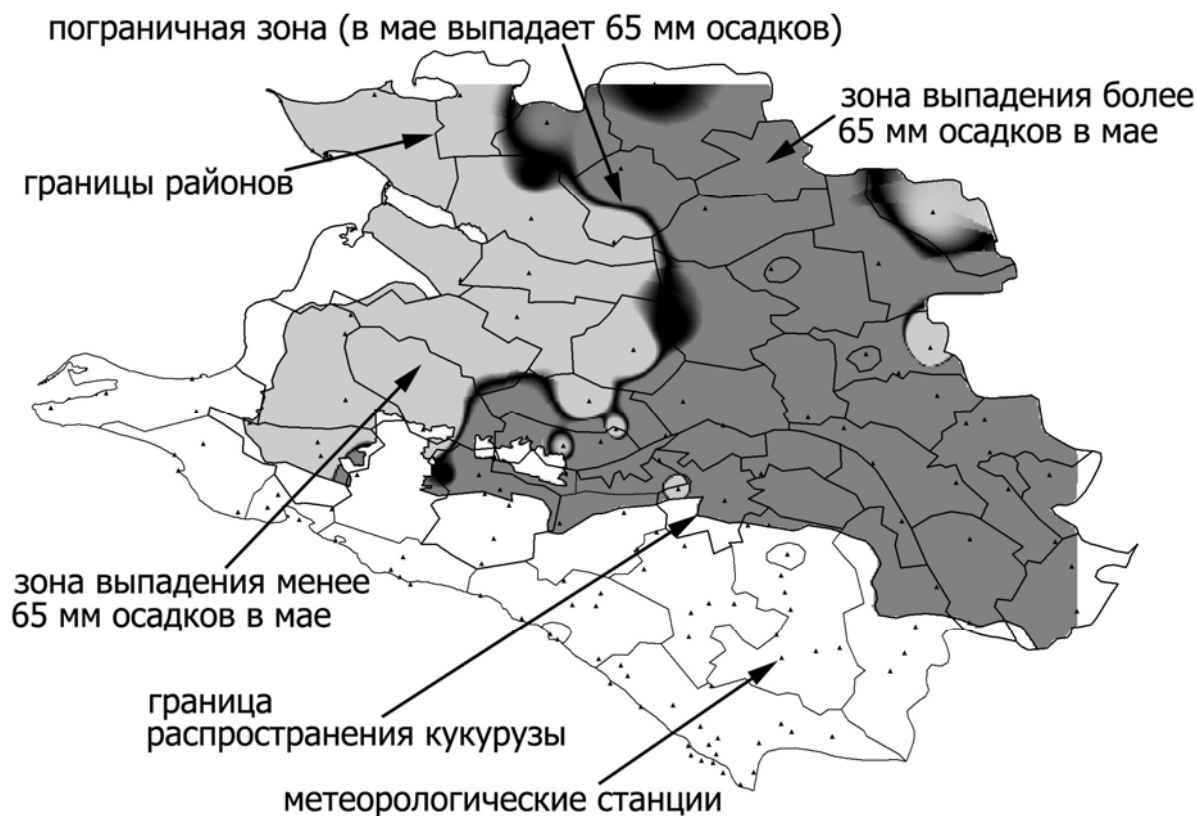 пограничная зона (в мае выпадает 65 мм осадков)
зона выпадения более
65 мм осадков в мае
границы районов
зона выпадения менее
65 мм осадков в мае
граница
распространения кукурузы
метеорологические станции